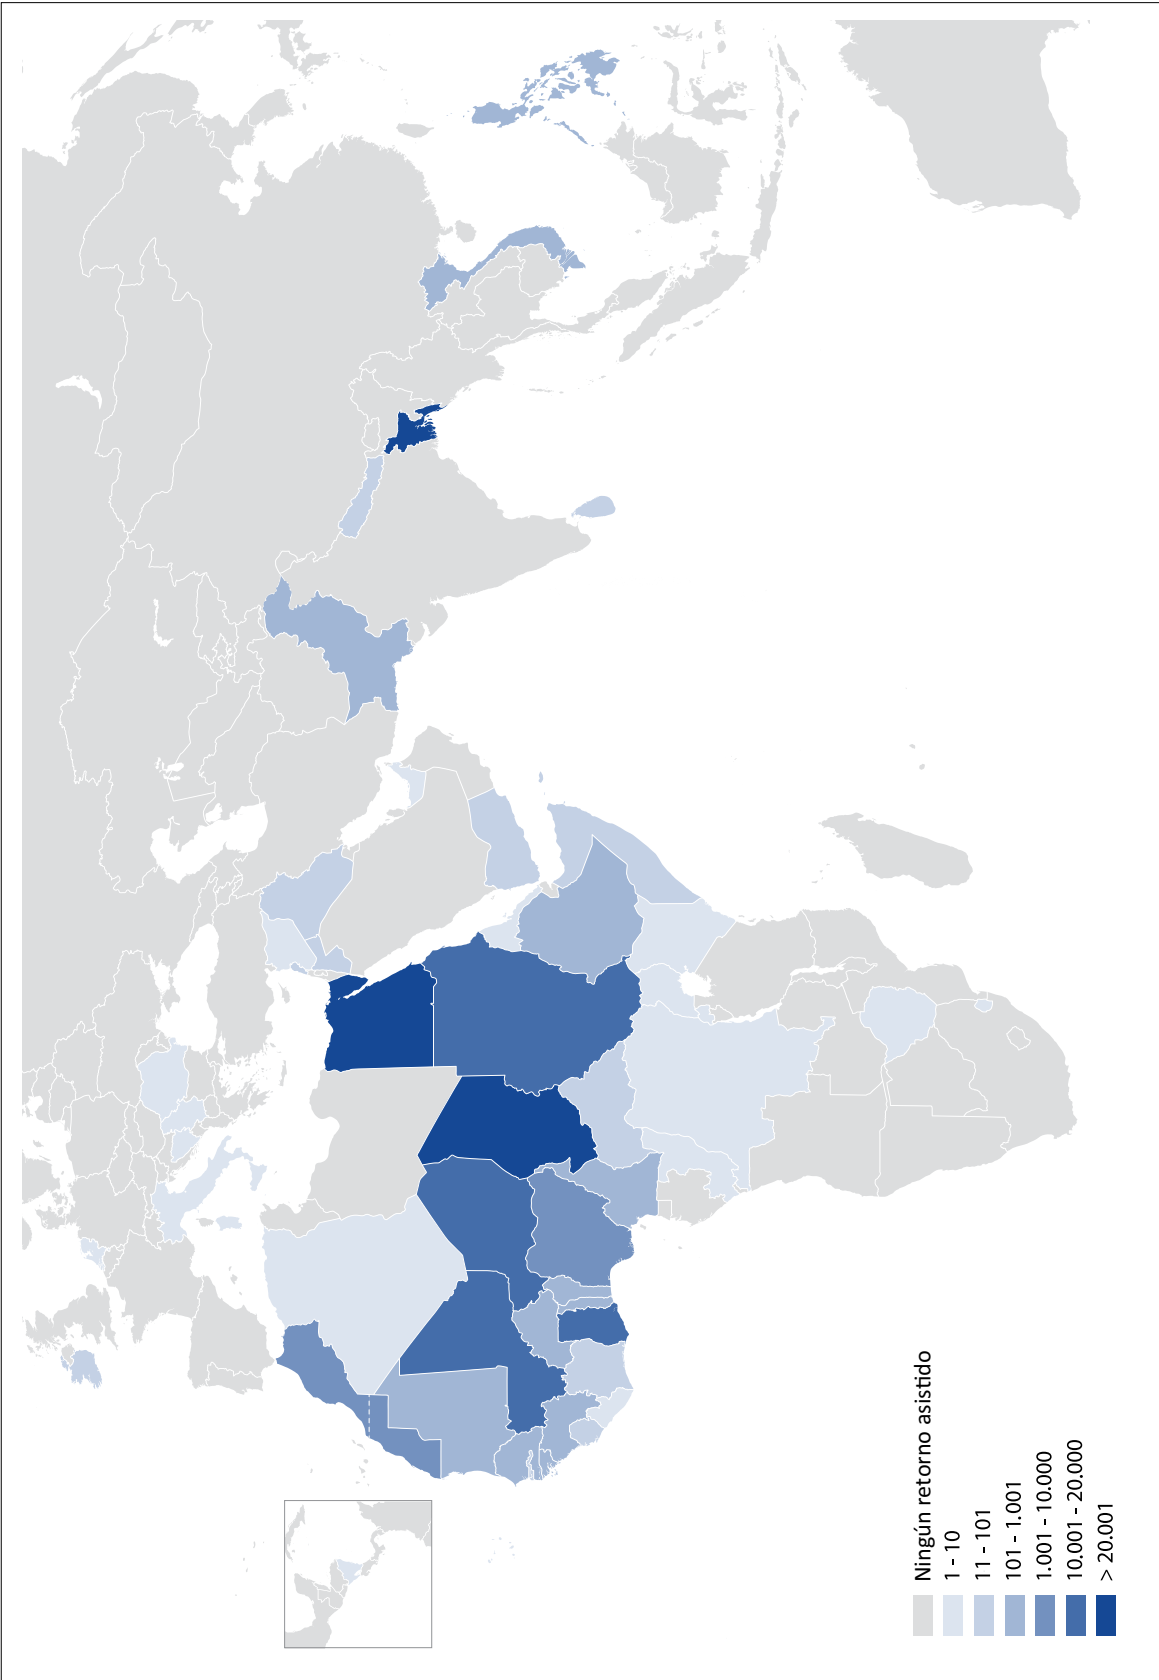 Ningún retorno asistido
1 - 10
11 - 101
101 - 1.001
1.001 - 10.000
10.001 - 20.000
> 20.001